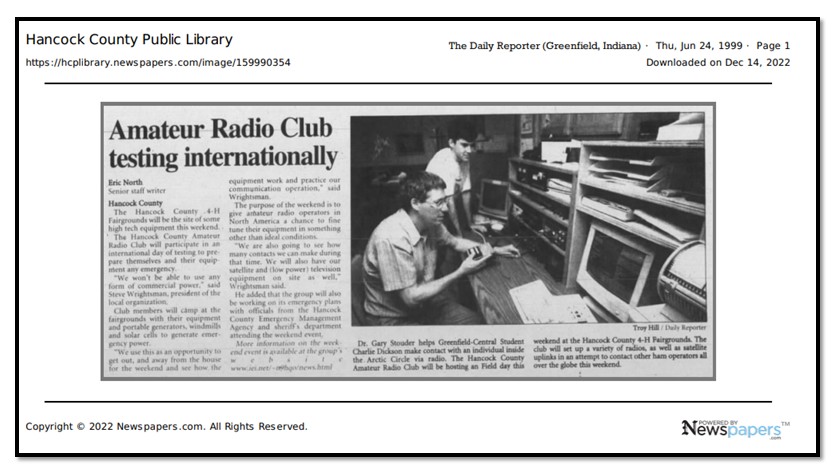 Hancock County Public Library
https://hcplibrary.newspapers.com/image/159990354
The Daily Reporter (Greenfield, Indiana) · Thu, Jun 24, 1999 · Page 1
Downloaded on Dec 14, 2022
Amateur Radio Club
testing internationally
Eric North
Senior staff writer
Hancock County
The Hancock County 4-H
Fairgrounds will be the site of some
high tech equipment this weekend.
The Hancock County Amateur
Radio Club will participate in an
international day of testing to pre-
pare themselves and their equip-
ment any emergency.
"We won't be able to use any
form of commercial power," said
Steve Wrightsman, president of the
local organization.
Club members will camp at the
fairgrounds with their equipment
and portable generators, windmills
and solar cells to generate emer-
gency power.
"We use this as an opportunity to
get out, and away from the house
for the weekend and see how the
equipment work and practice our
communication operation," said
Wrightsman.
The purpose of the weekend is to
give amateur radio operators in
North America a chance to fine
tune their equipment in something
other than ideal conditions.
"We are also going to see how
many contacts we can make during
that time. We will also have our
satellite and (low power) television
equipment on site as well,"
Wrightsman said.
He added that the group will also
be working on its emergency plans
with officials from the Hancock
County Emergency Management
Agency and sheriff's department
attending the weekend event.
More information on the week-
end event is available at the group's
w e b s i t e
Troy Hill / Daily Reporter
Dr. Gary Stouder helps Greenfield-Central Student
Charlie Dickson make contact with an individual inside
the Arctic Circle via radio. The Hancock County
Amateur Radio Club will be hosting an Field day this
weekend at the Hancock County 4-H Fairgrounds. The
club will set up a variety of radios, as well as satellite
uplinks in an attempt to contact other ham operators all
over the globe this weekend.
Copyright © 2022 Newspapers.com. All Rights Reserved.
POWERED BY
Newspapers™
.com